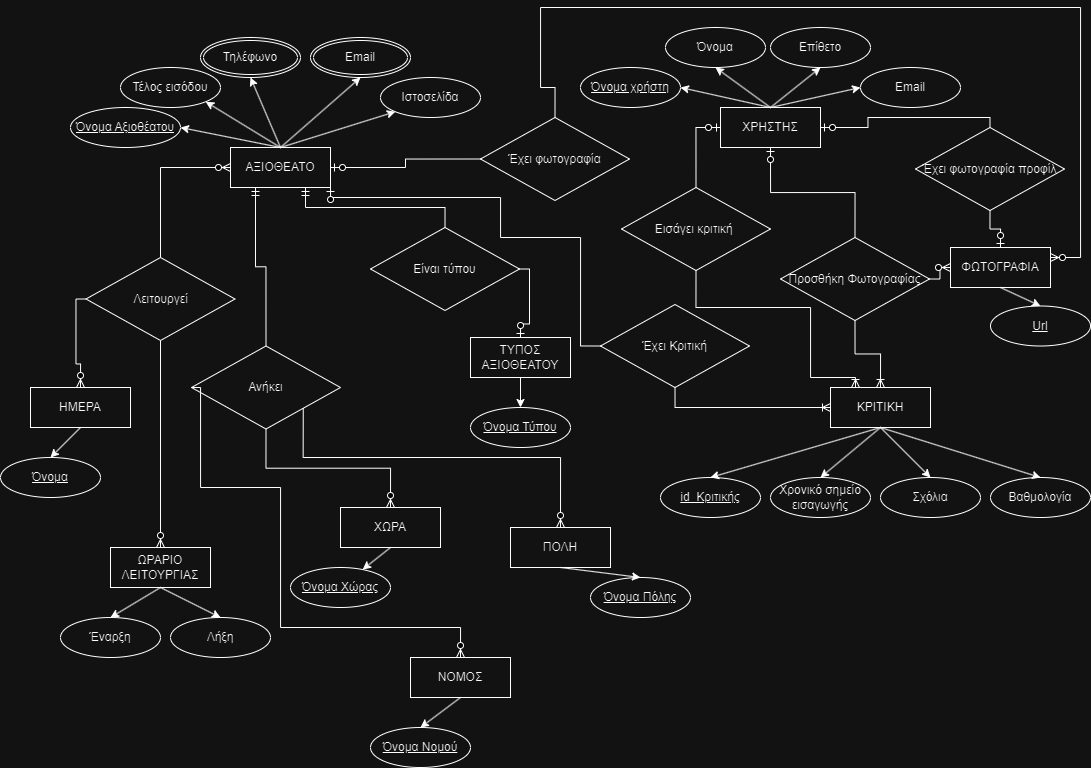 Τηλέφωνο
Email
Τέλος εισόδου
Ιστοσελίδα
Όνομα Αξιοθέατου
ΑΞΙΟΘΕΑΤΟ
Έχει φωτογραφία
Όνομα
Επίθετο
Όνομα χρήστη
Email
ΧΡΗΣΤΗΣ
Έχει φωτογραφία προφίλ
Εισάγει κριτική
Είναι τύπου
Προσθήκη Φωτογραφίας
ΦΩΤΟΓΡΑΦΙΑ
Url
Λειτουργεί
ΤΥΠΟΣ
ΑΞΙΟΘΕΑΤΟΥ
Έχει Κριτική
Ανήκει
ΗΜΕΡΑ
ΚΡΙΤΙΚΗ
Όνομα Τύπου
Όνομα
id_Κριτικής
Χρονικό σημείο
εισαγωγής
Σχόλια
Βαθμολογία
ΧΩΡΑ
ΠΟΛΗ
ΩΡΑΡΙΟ
ΛΕΙΤΟΥΡΓΙΑΣ
Όνομα Χώρας
Όνομα Πόλης
Έναρξη
Λήξη
ΝΟΜΟΣ
Όνομα Νομού